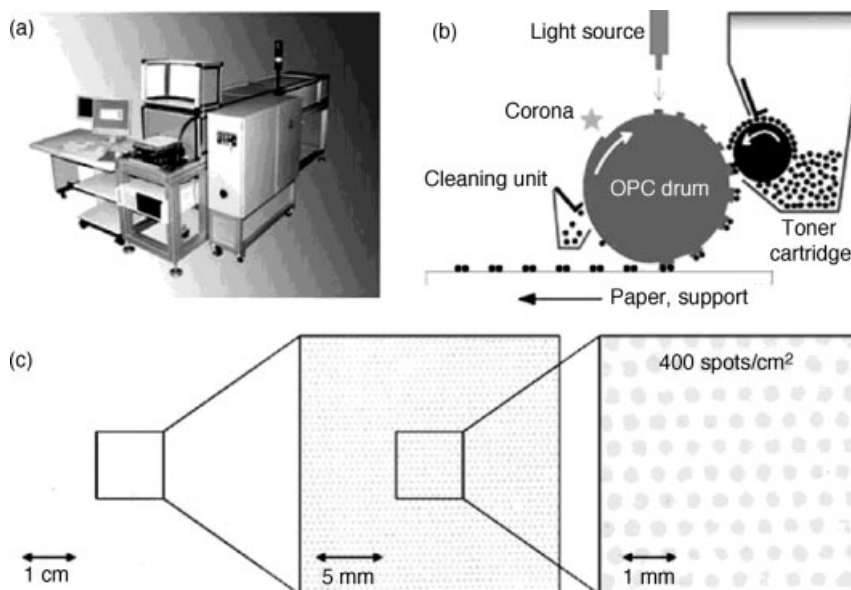 (a)
(b)
Light source
Corona
Cleaning unit
OPC drum
Toner
cartridge
Paper, support
(c)
400 spots/cm²
1 cm
5 mm
1 mm